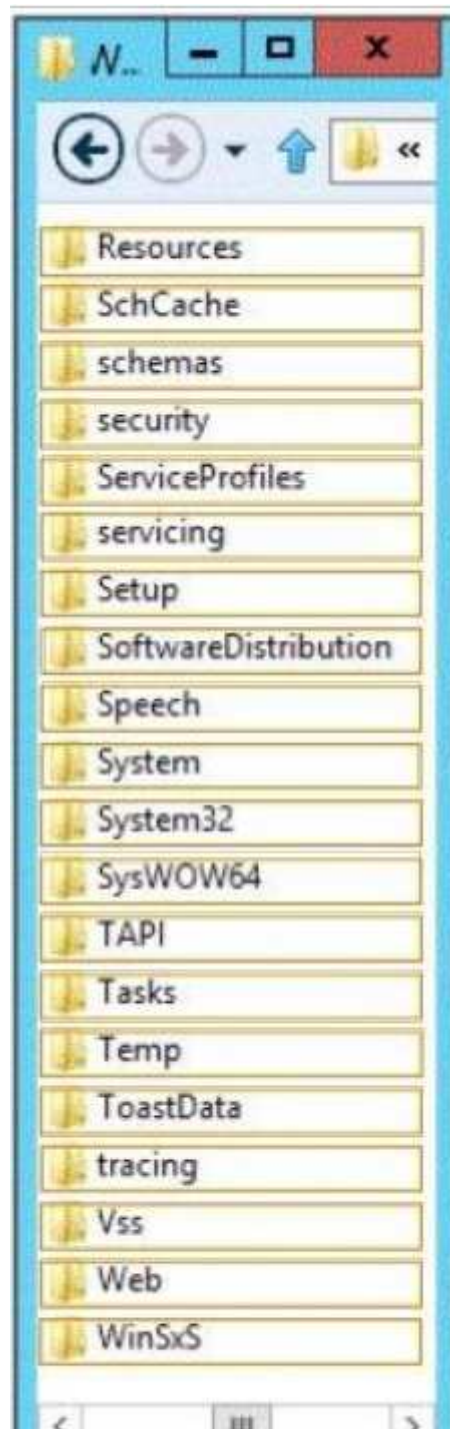 N...
«
Resources
SchCache
schemas
security
ServiceProfiles
servicing
Setup
SoftwareDistribution
Speech
System
System32
SysWOW64
TAPI
Tasks
Temp
ToastData
tracing
Vss
Web
WinSxS